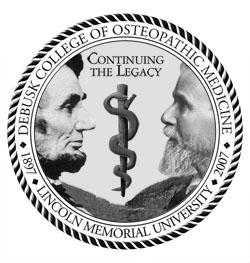 DEBUSK COLLEGE OF OSTEOPATHIC MEDICINE
CONTINUING
THE LEGACY
1897 • LINCOLN MEMORIAL UNIVERSITY • 2007